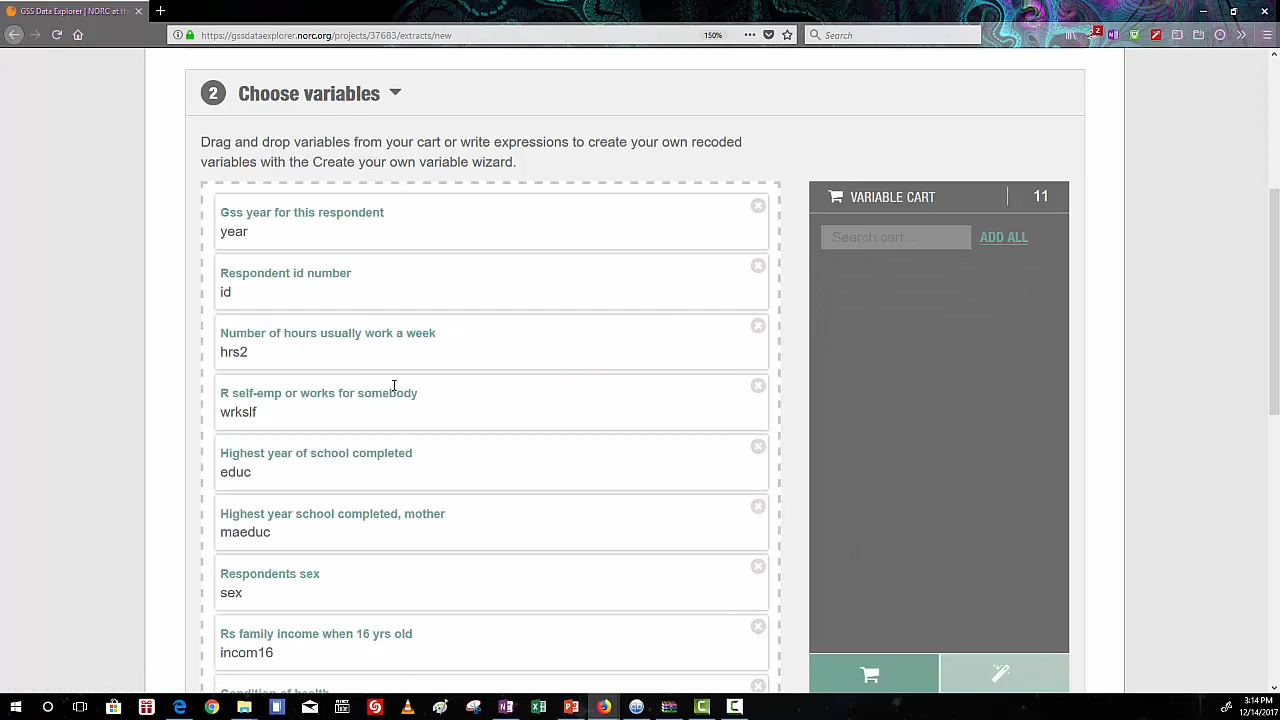 GSS Data Explorer | NORC at the
https://gssdataexplorer.norc.org/projects/37683/extracts/new
150%
Search
2
Choose variables
Drag and drop variables from your cart or write expressions to create your own recoded
variables with the Create your own variable wizard.
Gss year for this respondent
year
Respondent id number
id
Number of hours usually work a week
hrs2
R self-emp or works for somebody
wrkslf
Highest year of school completed
educ
Highest year school completed, mother
maeduc
Respondents sex
sex
Rs family income when 16 yrs old
incom16
Condition of health
VARIABLE CART
11
Search cart...
ADD ALL
3:14 PM
12/14/2017